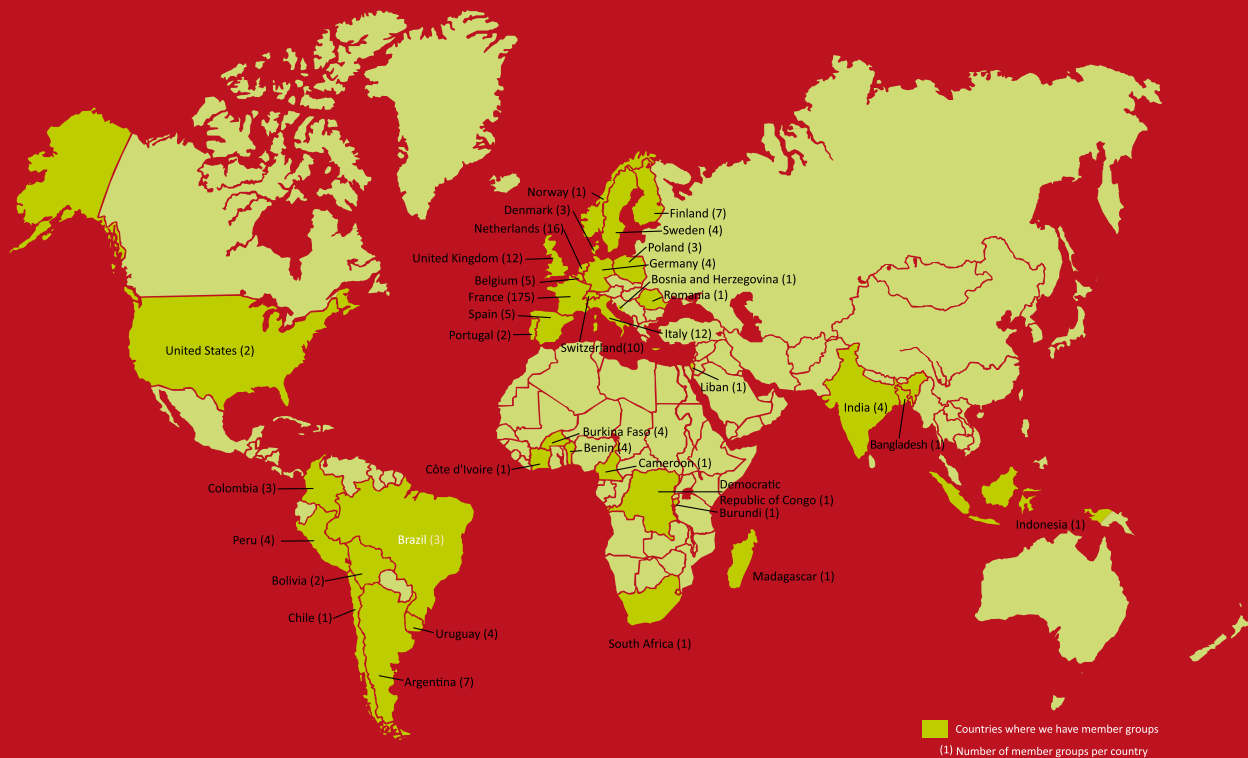 Norway (1)
Denmark (3)
Finland (7)
Netherlands (16)
Sweden (4)
Poland (3)
United Kingdom (12)
Germany (4)
Belgium (5)
Bosnia and Herzegovina (1)
France (175)
Romania (1)
Spain (5)
Portugal (2)
Italy (12)
Switzerland(10)
United States (2)
Liban (1)
India (4)
Burkina Faso (4)
Bangladesh (1)
Benin (4)
Côte d'Ivoire (1)
Cameroon (1)
Colombia (3)
Democratic
Republic of Congo (1)
Burundi (1)
Indonesia (1)
Peru (4)
Brazil (3)
Bolivia (2)
Madagascar (1)
Chile (1)
Uruguay (4)
South Africa (1)
Argentina (7)
Countries where we have member groups
(1) Number of member groups per country